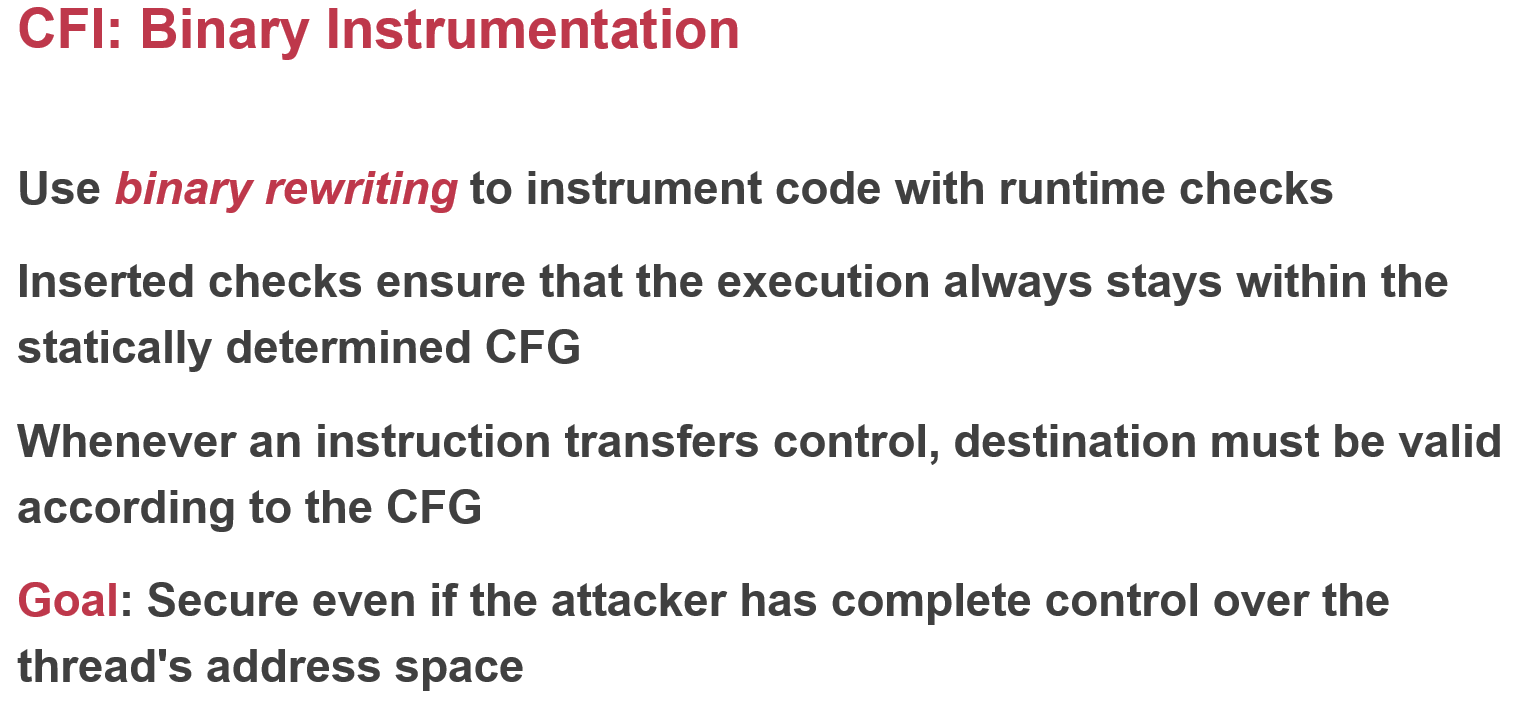 CFI: Binary Instrumentation
Use binary rewriting to instrument code with runtime checks
Inserted checks ensure that the execution always stays within the
statically determined CFG
Whenever an instruction transfers control, destination must be valid
according to the CFG
Goal: Secure even if the attacker has complete control over the
thread's address space